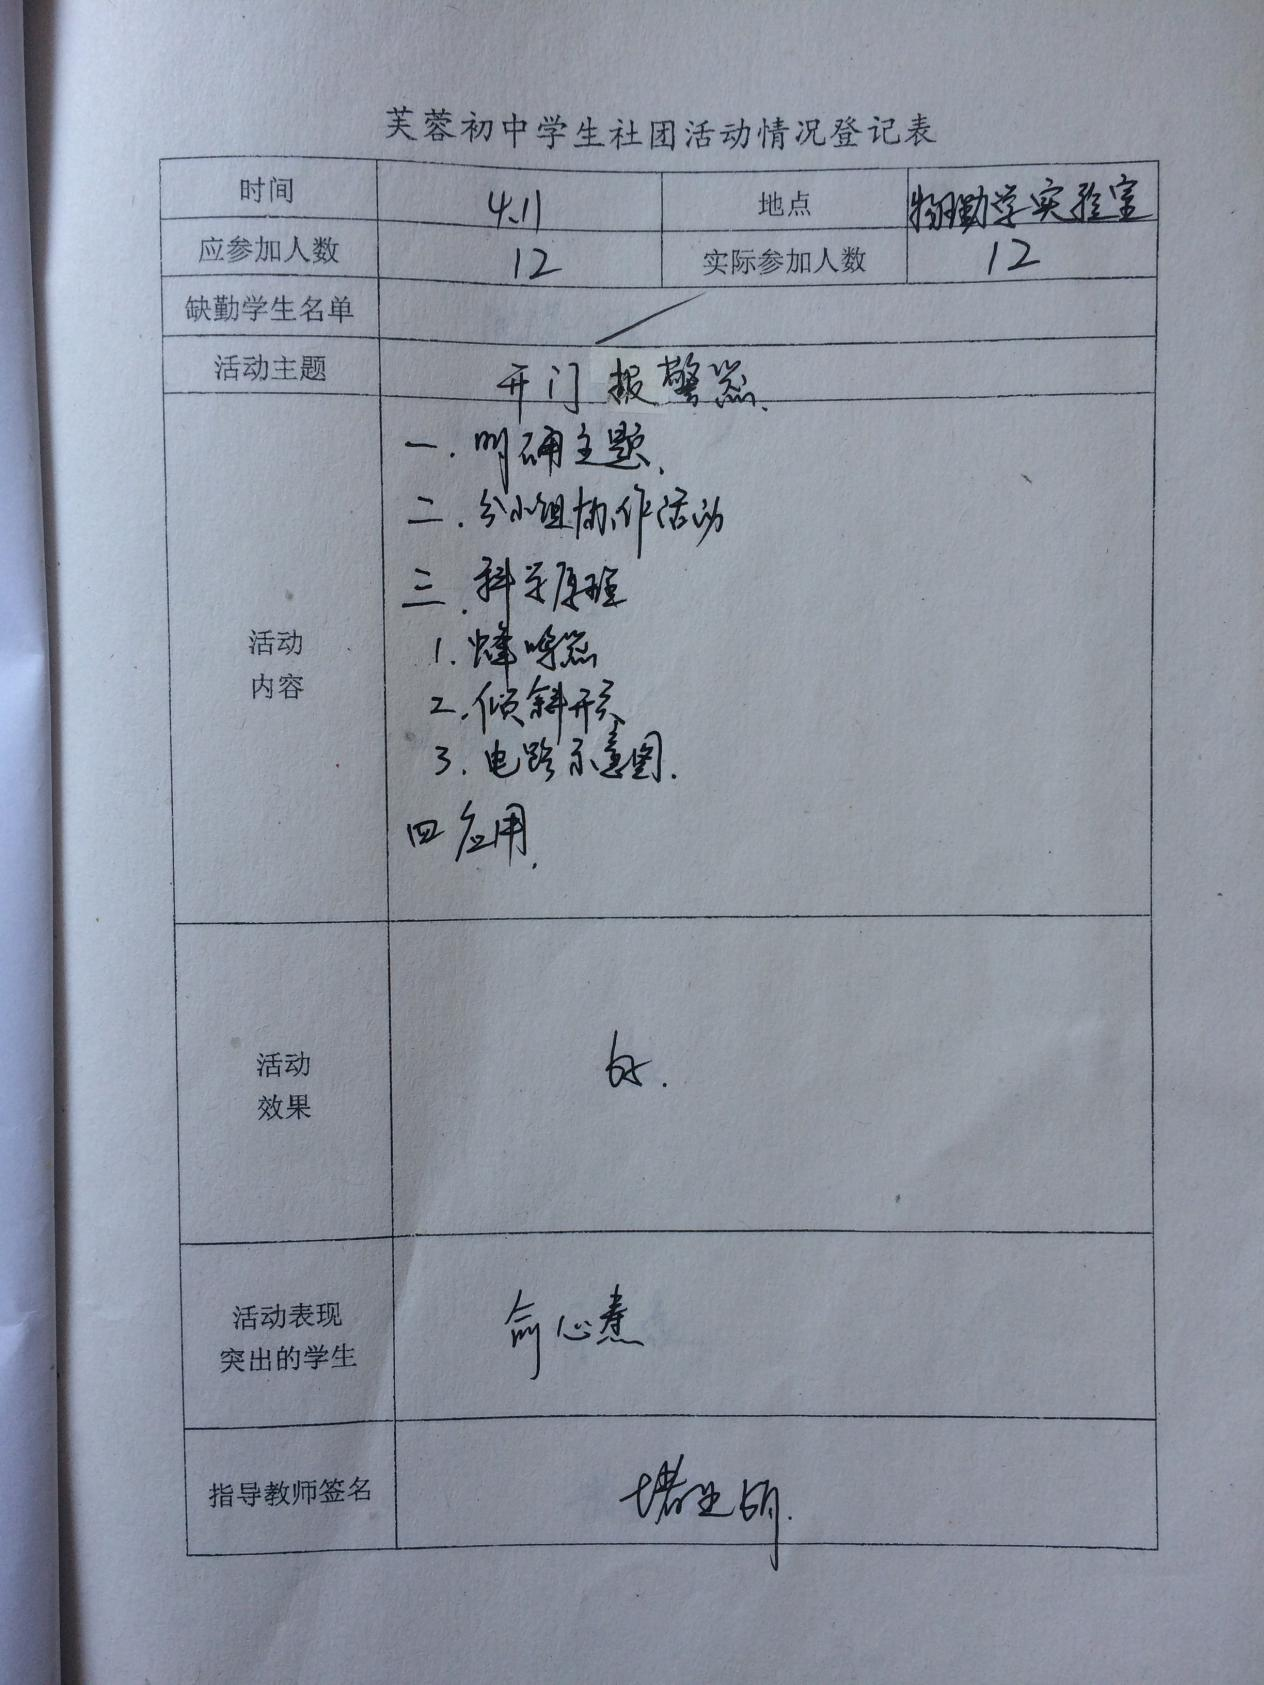 芙蓉初中学生社团活动情况登记表
时间 4.11 地点 物理学实验室
应参加人数 12 实际参加人数 12
缺勤学生名单
活动主题 开门报警器.
活动
内容
一.明确主题.
二.分小组协作活动
三.科学原理
1.蜂鸣器
2.倾斜开关
3.电路示意图.
四 应用.
活动
效果
好.
活动表现
突出的学生
心焘
指导教师签名